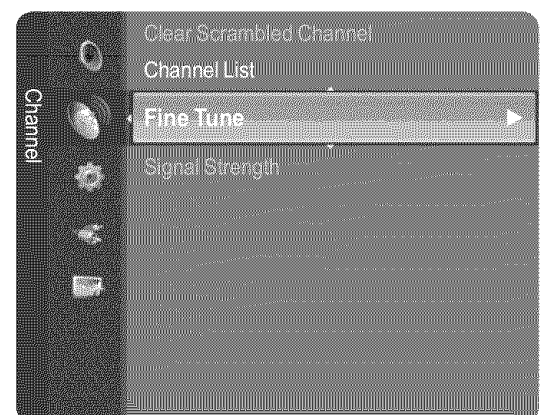 Channel
Clear Scrambled Channel
Channel List
Fine Tune
Signal Strength